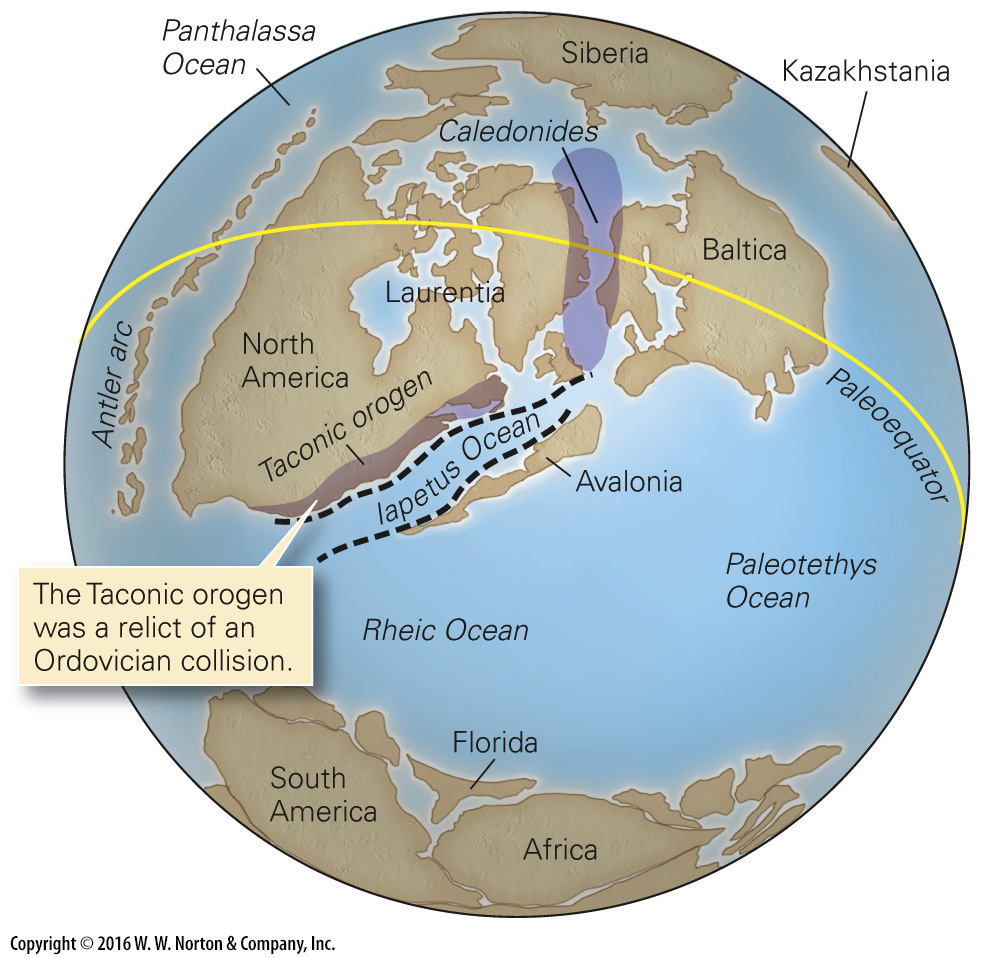 Panthalassa
Ocean
Siberia
Kazakhstania
Caledonides
Baltica
Laurentia
North
America
Antler arc
Taconic orogen
Paleoequator
Iapetus Ocean
Avalonia
The Taconic orogen
was a relict of an
Ordovician collision.
Paleotethys
Ocean
Rheic Ocean
Florida
South
America
Africa
Copyright © 2016 W. W. Norton & Company, Inc.